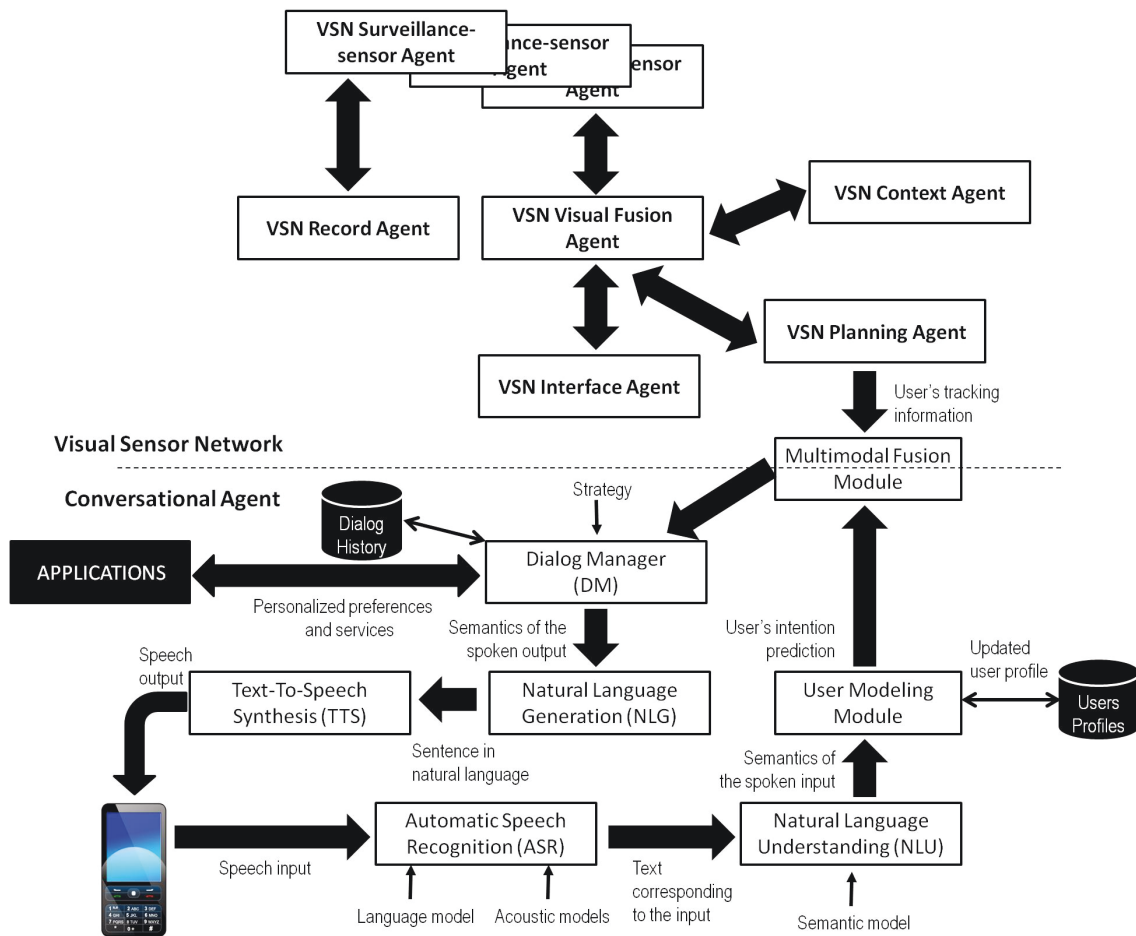 VSN Surveillance-
sensor Agent
ance-sensor
Agent
ensor
Agent
VSN Record Agent
VSN Visual Fusion
Agent
VSN Context Agent
VSN Planning Agent
VSN Interface Agent
User's tracking
information
Visual Sensor Network
Multimodal Fusion
Module
Conversational Agent
Strategy
Dialog
History
APPLICATIONS
Dialog Manager
(DM)
Personalized preferences
and services
Semantics of the
spoken output
User's intention
prediction
Updated
user profile
Speech
output
Text-To-Speech
Synthesis (TTS)
Natural Language
Generation (NLG)
User Modeling
Module
Users
Profiles
Sentence in
natural language
Semantics of
the spoken input
Automatic Speech
Recognition (ASR)
Natural Language
Understanding (NLU)
Speech input
Text
corresponding
to the input
Language model
Acoustic models
Semantic model